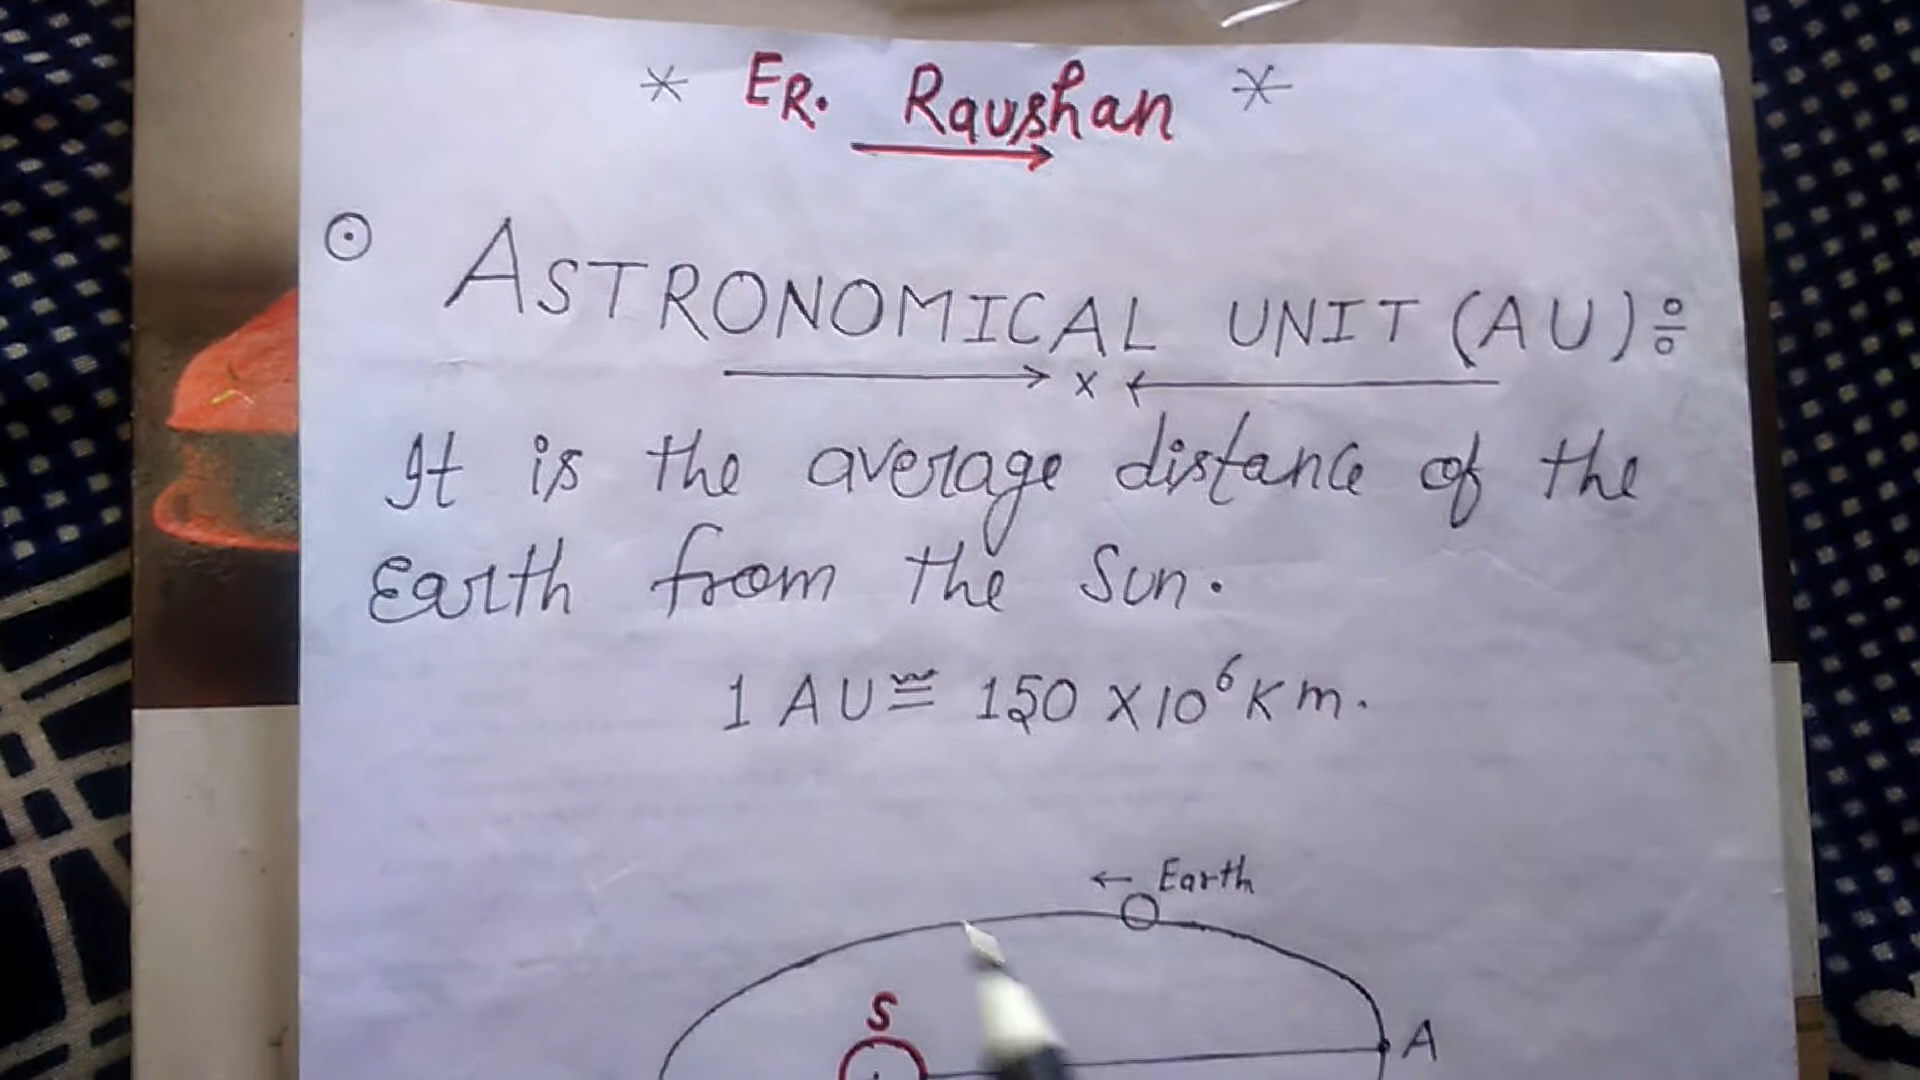 * ER. Raushan *
⊙ ASTRONOMICAL UNIT (AU):
→ x ←
It is the average distance of the
Earth from the Sun.
1 AU ≅ 150 × 10⁶ Km.
← Earth
S
A